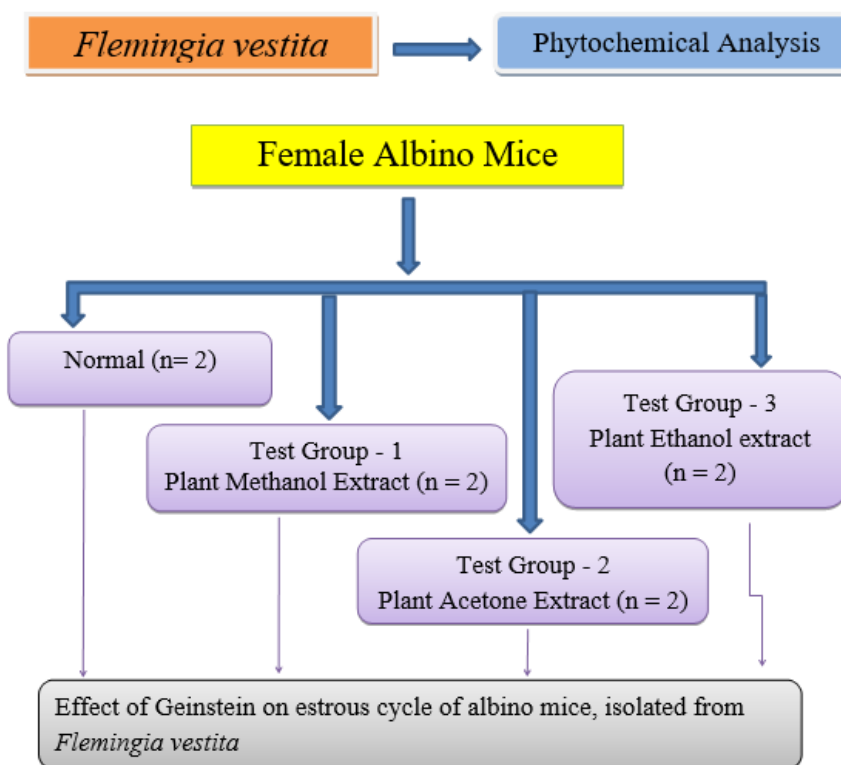 Flemingia vestita
Phytochemical Analysis
Female Albino Mice
Normal (n= 2)
Test Group - 1
Plant Methanol Extract (n = 2)
Test Group - 2
Plant Acetone Extract (n = 2)
Test Group - 3
Plant Ethanol extract
(n = 2)
Effect of Geinstein on estrous cycle of albino mice, isolated from
Flemingia vestita